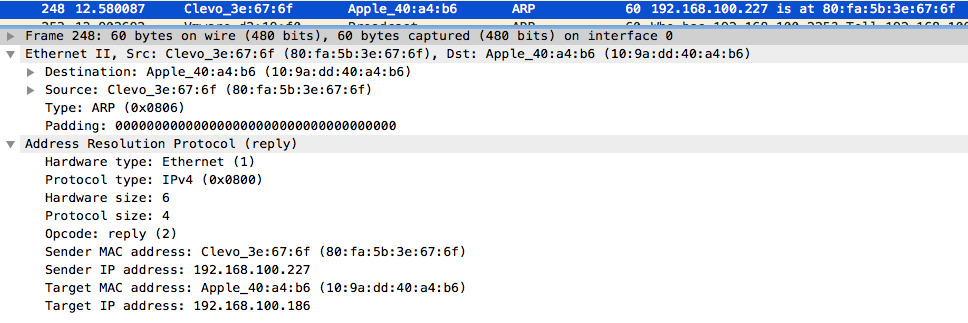 248 12.580087 Clevo_3e:67:6f Apple_40:a4:b6 ARP 60 192.168.100.227 is at 80:fa:5b:3e:67:6f
Frame 248: 60 bytes on wire (480 bits), 60 bytes captured (480 bits) on interface 0
Ethernet II, Src: Clevo_3e:67:6f (80:fa:5b:3e:67:6f), Dst: Apple_40:a4:b6 (10:9a:dd:40:a4:b6)
Destination: Apple_40:a4:b6 (10:9a:dd:40:a4:b6)
Source: Clevo_3e:67:6f (80:fa:5b:3e:67:6f)
Type: ARP (0x0806)
Padding: 000000000000000000000000000000000000
Address Resolution Protocol (reply)
Hardware type: Ethernet (1)
Protocol type: IPv4 (0x0800)
Hardware size: 6
Protocol size: 4
Opcode: reply (2)
Sender MAC address: Clevo_3e:67:6f (80:fa:5b:3e:67:6f)
Sender IP address: 192.168.100.227
Target MAC address: Apple_40:a4:b6 (10:9a:dd:40:a4:b6)
Target IP address: 192.168.100.186